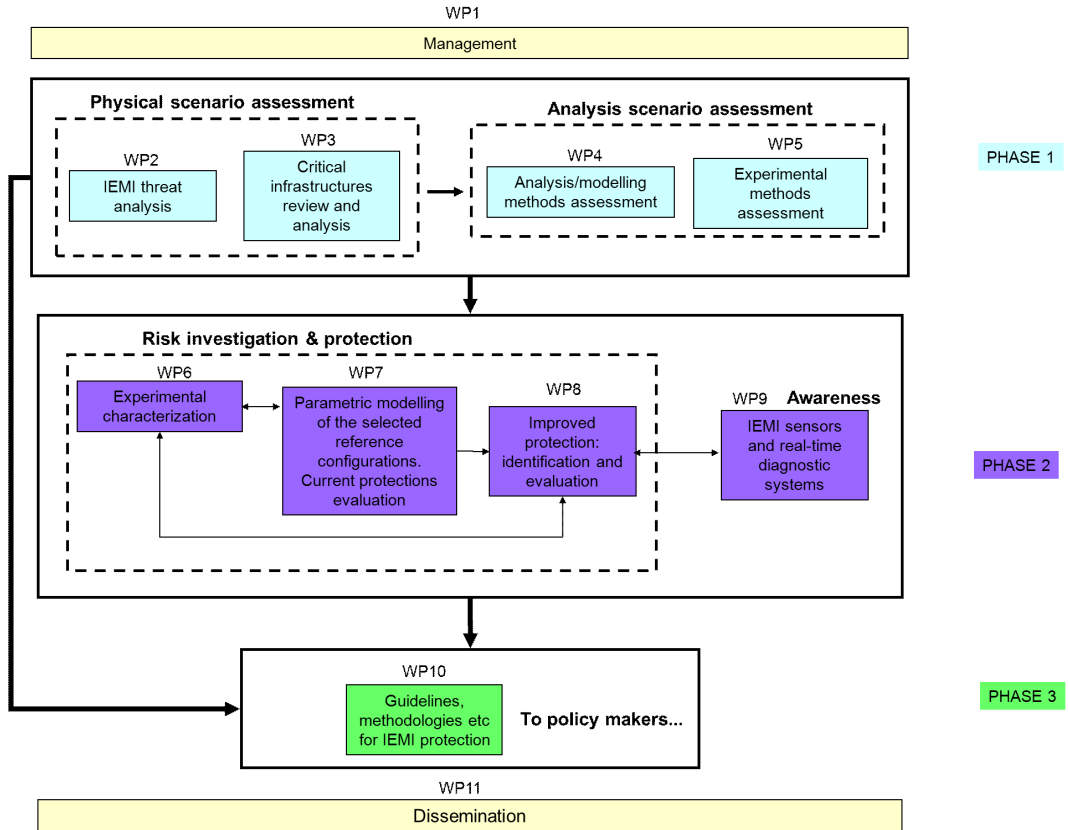 WP1
Management
Physical scenario assessment
Analysis scenario assessment
WP2
IEMI threat
analysis
WP3
Critical
infrastructures
review and
analysis
WP4
Analysis/modelling
methods assessment
WP5
Experimental
methods
assessment
PHASE 1
Risk investigation & protection
WP6
Experimental
characterization
WP7
Parametric modelling
of the selected
reference
configurations.
Current protections
evaluation
WP8
Improved
protection:
identification and
evaluation
WP9
Awareness
IEMI sensors
and real-time
diagnostic
systems
PHASE 2
WP10
Guidelines,
methodologies etc
for IEMI protection
To policy makers...
PHASE 3
WP11
Dissemination